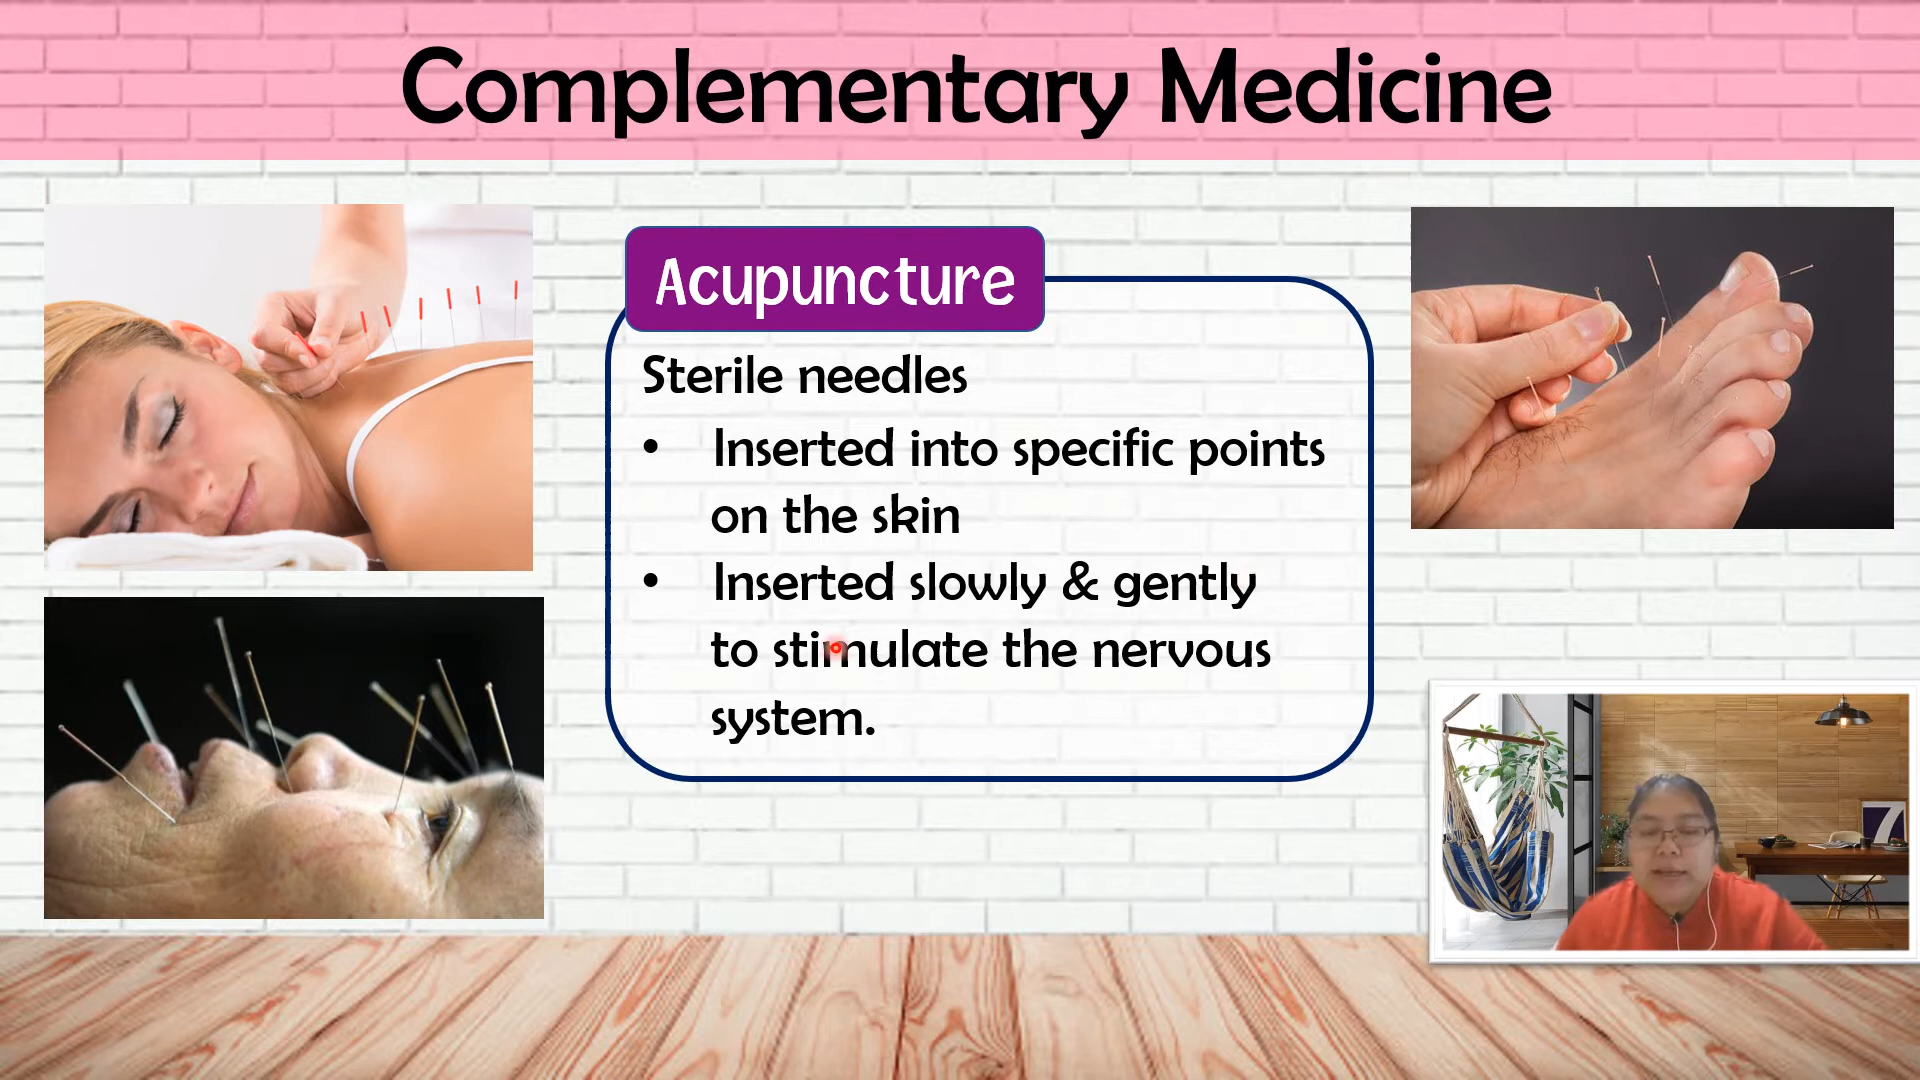 Complementary Medicine
Acupuncture
Sterile needles
• Inserted into specific points
on the skin
• Inserted slowly & gently
to stimulate the nervous
system.
7